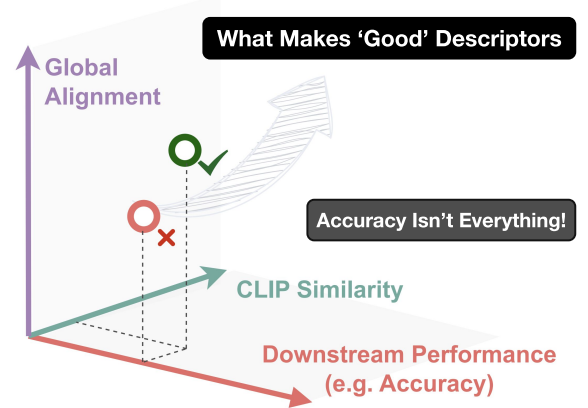 What Makes ‘Good’ Descriptors
Global
Alignment
Accuracy Isn’t Everything!
CLIP Similarity
Downstream Performance
(e.g. Accuracy)